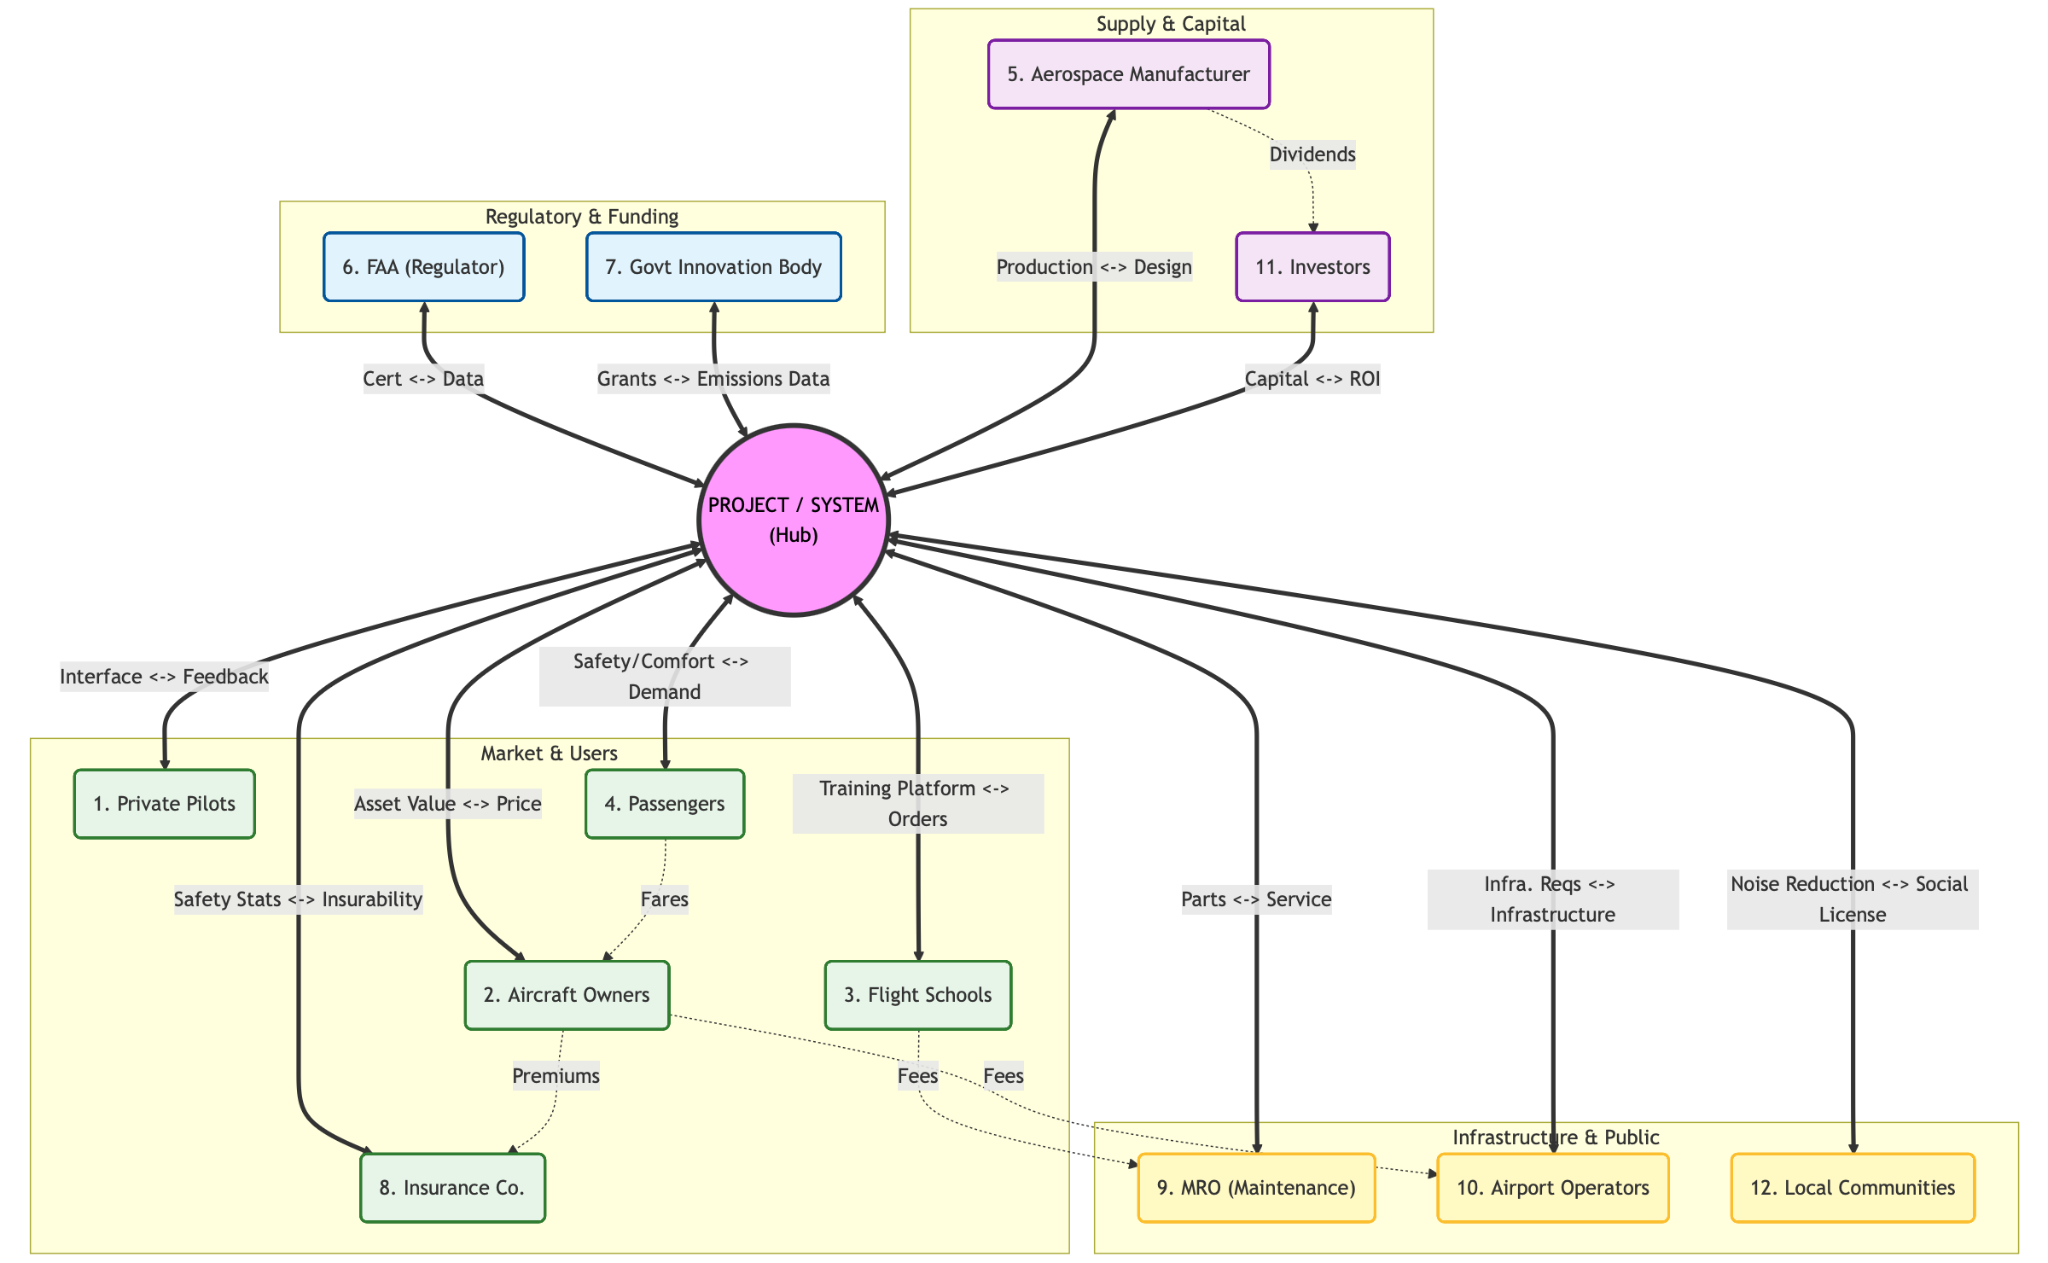 Supply & Capital
5. Aerospace Manufacturer
Dividends
Regulatory & Funding
6. FAA (Regulator)
7. Govt Innovation Body
Production <-> Design
11. Investors
Cert <-> Data
Grants <-> Emissions Data
Capital <-> ROI
PROJECT / SYSTEM
(Hub)
Interface <-> Feedback
Safety/Comfort <->
Demand
Market & Users
1. Private Pilots
Asset Value <-> Price
4. Passengers
Training Platform <->
Orders
Safety Stats <-> Insurability
Fares
Parts <-> Service
Infra. Reqs <->
Infrastructure
Noise Reduction <-> Social
License
2. Aircraft Owners
3. Flight Schools
Premiums
Fees
Fees
Infrastructure & Public
8. Insurance Co.
9. MRO (Maintenance)
10. Airport Operators
12. Local Communities